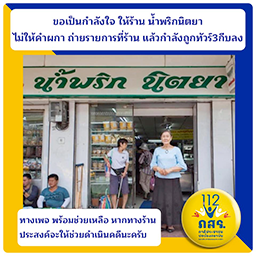 ขอเป็นกำลังใจ ให้ร้าน น้ำพริกนิตยา
ไม่ให้คำผกา ถ่ายรายการที่ร้าน แล้วกำลังถูกทัวร์3กีบลง
น้ำพริก นิตยา
112
กสร.
ทางเพจ พร้อมช่วยเหลือ หากทางร้าน
ประสงค์จะให้ช่วยดำเนินคดีนะครับ